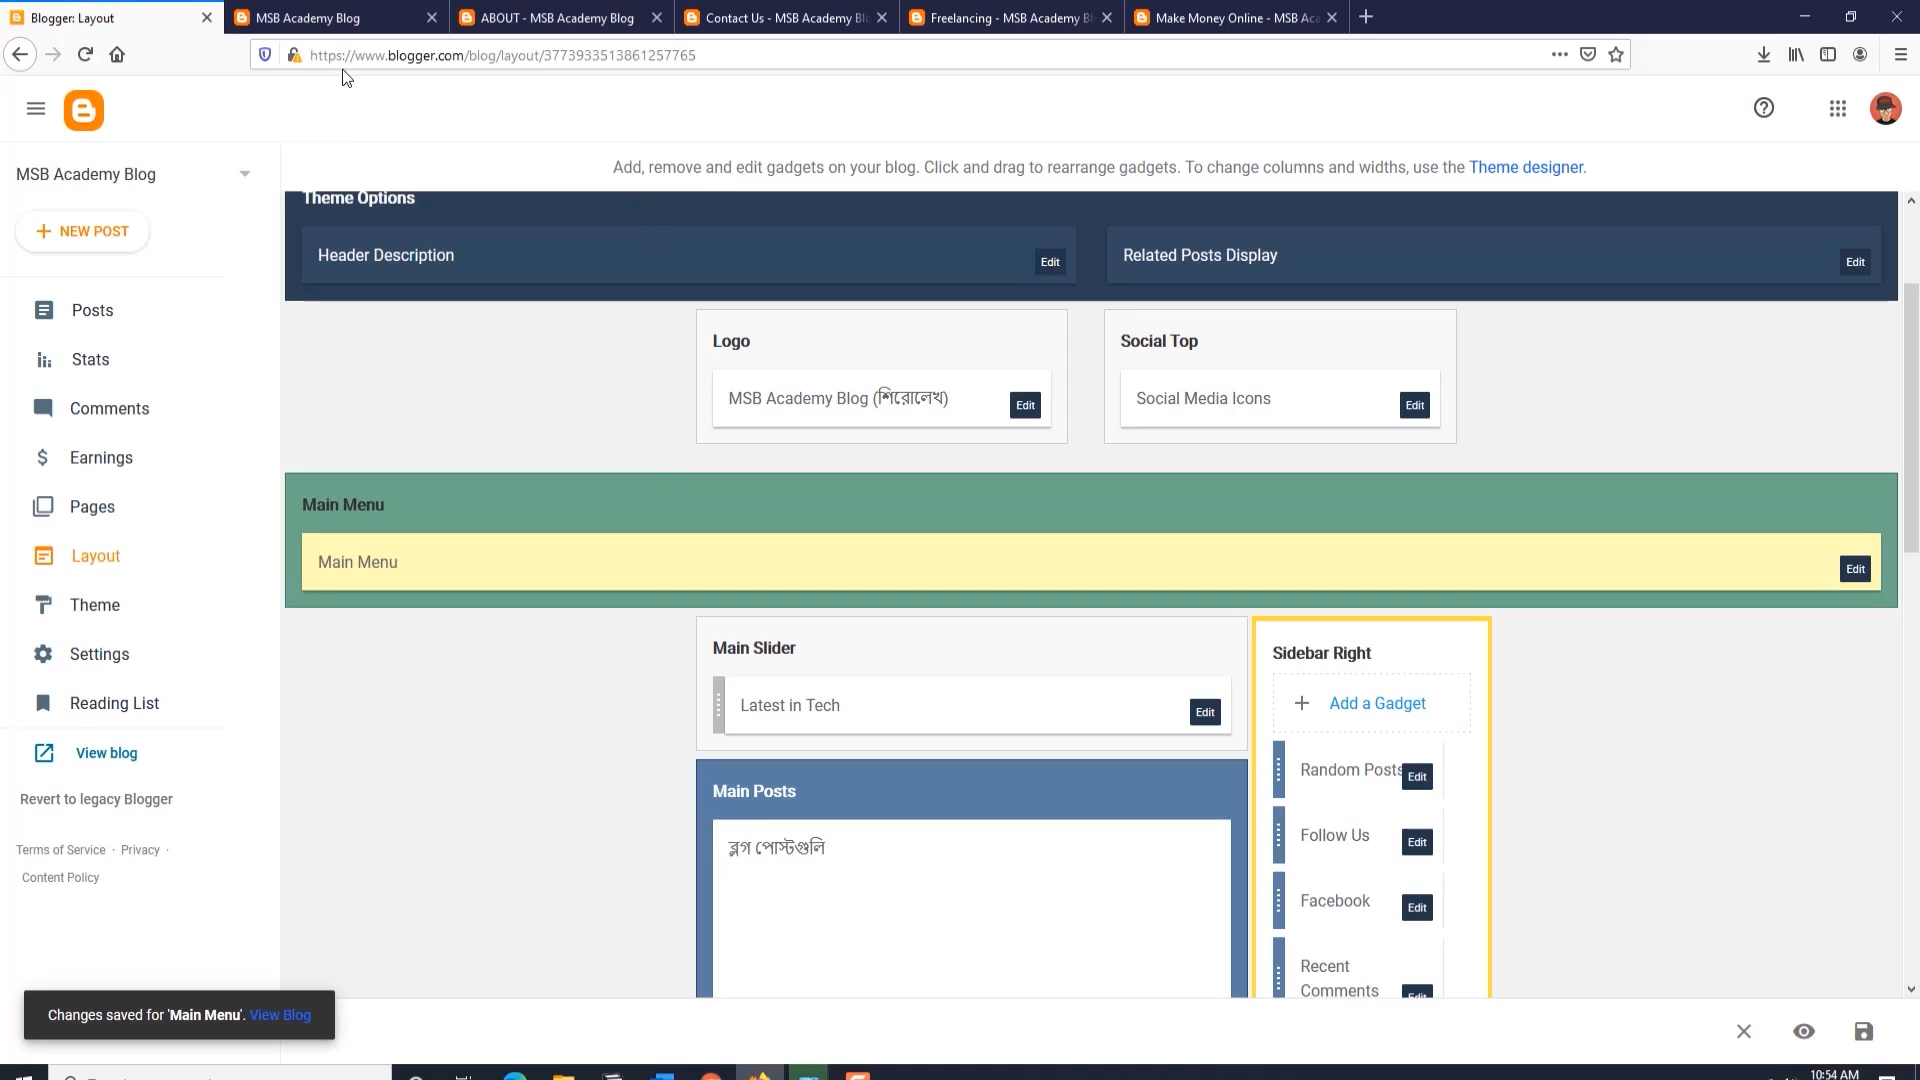 Blogger: Layout
MSB Academy Blog
ABOUT - MSB Academy Blog
Contact Us - MSB Academy Blo
Freelancing - MSB Academy Bl
Make Money Online - MSB Aca
https://www.blogger.com/blog/layout/3773933513861257765
MSB Academy Blog
NEW POST
Posts
Stats
Comments
Earnings
Pages
Layout
Theme
Settings
Reading List
View blog
Revert to legacy Blogger
Terms of Service · Privacy ·
Content Policy
Add, remove and edit gadgets on your blog. Click and drag to rearrange gadgets. To change columns and widths, use the Theme designer.
Theme Options
Header Description
Edit
Related Posts Display
Edit
Logo
MSB Academy Blog (শিরোলেখ)
Edit
Social Top
Social Media Icons
Edit
Main Menu
Main Menu
Edit
Main Slider
Latest in Tech
Edit
Main Posts
ব্লগ পোস্টগুলি
Sidebar Right
Add a Gadget
Random Posts
Edit
Follow Us
Edit
Facebook
Edit
Recent
Comments
Edit
Changes saved for 'Main Menu'. View Blog
10:54 AM